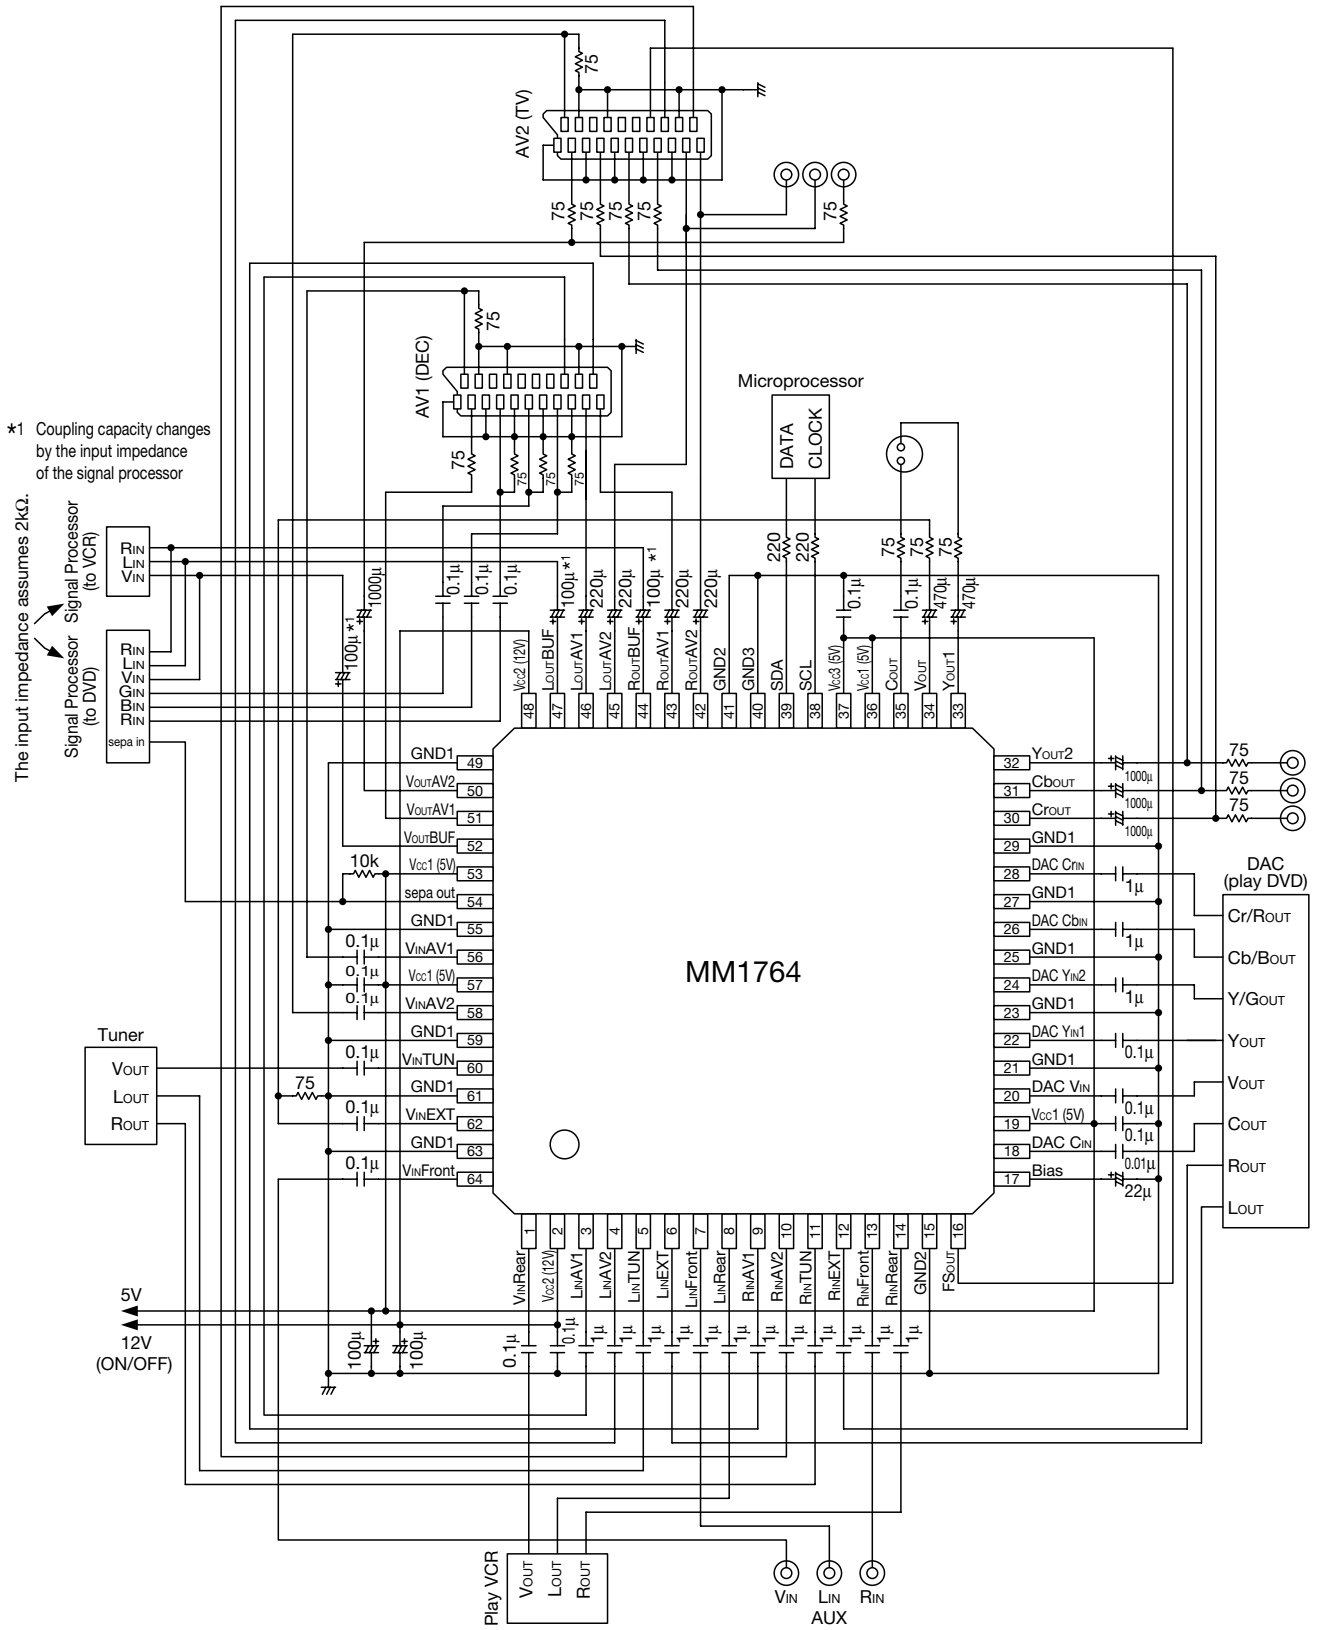 75
AV2 (TV)
75
75
75
75
75
75
AV1 (DEC)
Microprocessor
DATA
CLOCK
*1 Coupling capacity changes
by the input impedance
of the signal processor
The input impedance assumes 2kΩ.
75
75
75
75
Signal Processor
(to VCR)
RIN
LIN
VIN
Signal Processor
(to DVD)
RIN
LIN
VIN
GIN
BIN
RIN
sepa in
1000μ
100μ *1
0.1μ
0.1μ
0.1μ
100μ *1
220μ
220μ
100μ *1
220μ
220μ
220
220
0.1μ
75
0.1μ
75
470μ
75
470μ
Vcc2 (12V)
LOUTBUF
LOUTAV1
LOUTAV2
ROUTBUF
ROUTAV1
ROUTAV2
GND2
GND3
SDA
SCL
Vcc3 (5V)
Vcc1 (5V)
COUT
VOUT
YOUT1
48
47
46
45
44
43
42
41
40
39
38
37
36
35
34
33
GND1 49
VOUTAV2 50
VOUTAV1 51
VOUTBUF 52
10k Vcc1 (5V) 53
sepa out 54
GND1 55
0.1μ VINAV1 56
0.1μ Vcc1 (5V) 57
0.1μ VINAV2 58
GND1 59
0.1μ VINTUN 60
75 GND1 61
0.1μ VINEXT 62
GND1 63
0.1μ VINFront 64
MM1764
32 YOUT2 1000μ 75
31 CbOUT 1000μ 75
30 CrOUT 1000μ 75
29 GND1
28 DAC CrIN 1μ
27 GND1
26 DAC CbIN 1μ
25 GND1
24 DAC YIN2 1μ
23 GND1
22 DAC YIN1 0.1μ
21 GND1
20 DAC VIN 0.1μ
19 Vcc1 (5V) 0.1μ
18 DAC CIN 0.01μ
17 Bias 22μ
DAC
(play DVD)
Cr/ROUT
Cb/BOUT
Y/GOUT
YOUT
VOUT
COUT
ROUT
LOUT
Tuner
VOUT
LOUT
ROUT
1
2
3
4
5
6
7
8
9
10
11
12
13
14
15
16
VINRear
Vcc2 (12V)
LINAV1
LINAV2
LINTUN
LINEXT
LINFront
LINRear
RINAV1
RINAV2
RINTUN
RINEXT
RINFront
RINRear
GND2
FSOUT
5V
12V
(ON/OFF)
100μ
100μ
0.1μ
0.1μ
1μ
1μ
1μ
1μ
1μ
1μ
1μ
1μ
1μ
1μ
1μ
1μ
Play VCR
VOUT
LOUT
ROUT
VIN
LIN
RIN
AUX